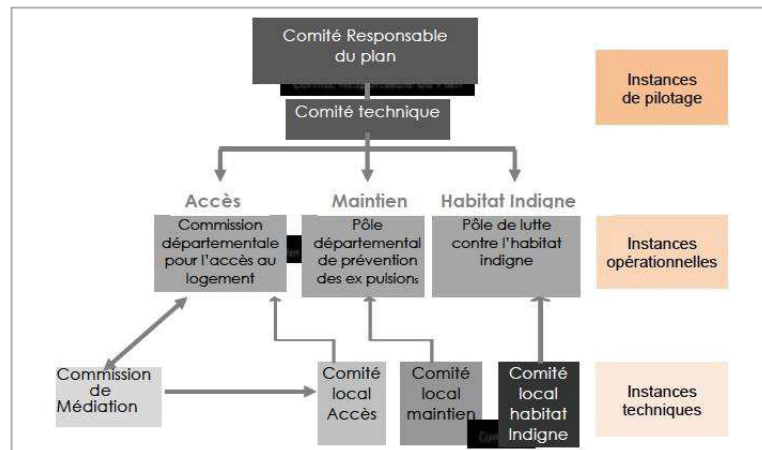 Comité Responsable
du plan
Instances
de pilotage
Comité technique
Accès
Maintien
Habitat Indigne
Commission
départementale
pour l'accès au
logement
Pôle
départemental
de prévention
des ex pulsions
Pôle de lutte
contre l'habitat
indigne
Instances
opérationnelles
Commission
de
Médiation
Comité
local
Accès
Comité
local
maintien
Comité
local
habitat
Indigne
Instances
techniques